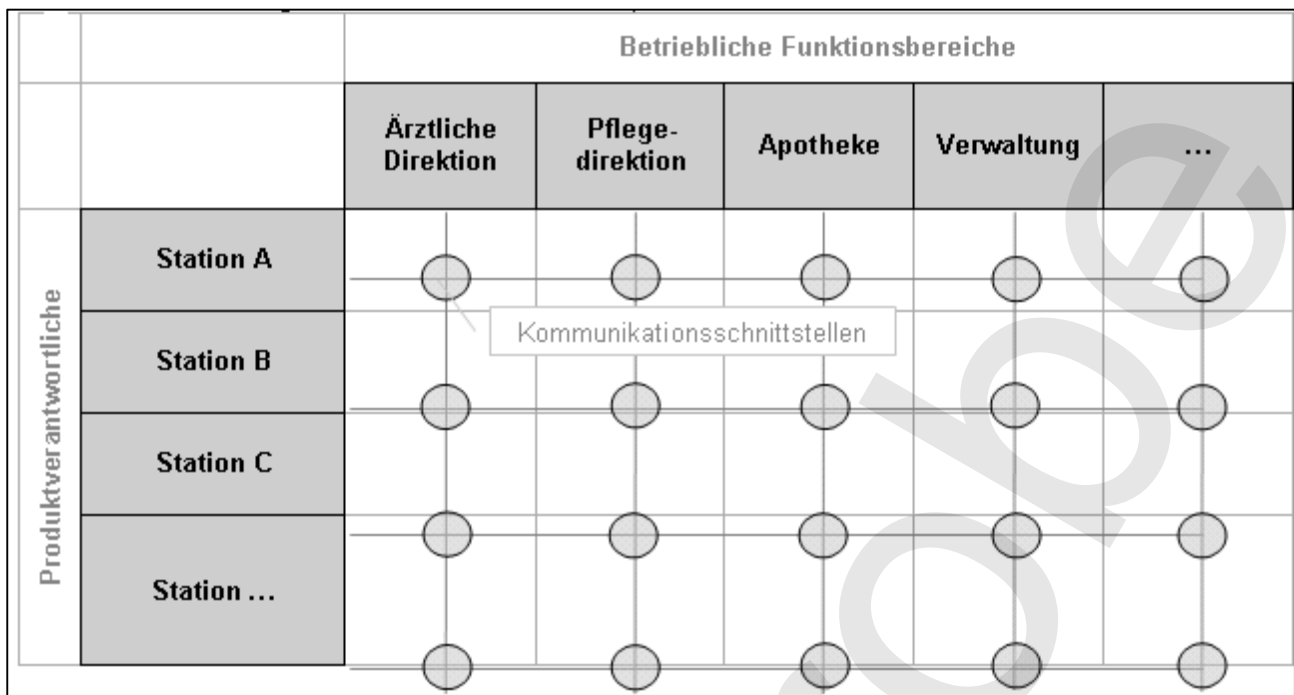 Betriebliche Funktionsbereiche
Ärztliche
Direktion
Pflege-
direktion
Apotheke
Verwaltung
...
Produktverantwortliche
Station A
Kommunikationsschnittstellen
Station B
Station C
Station ...